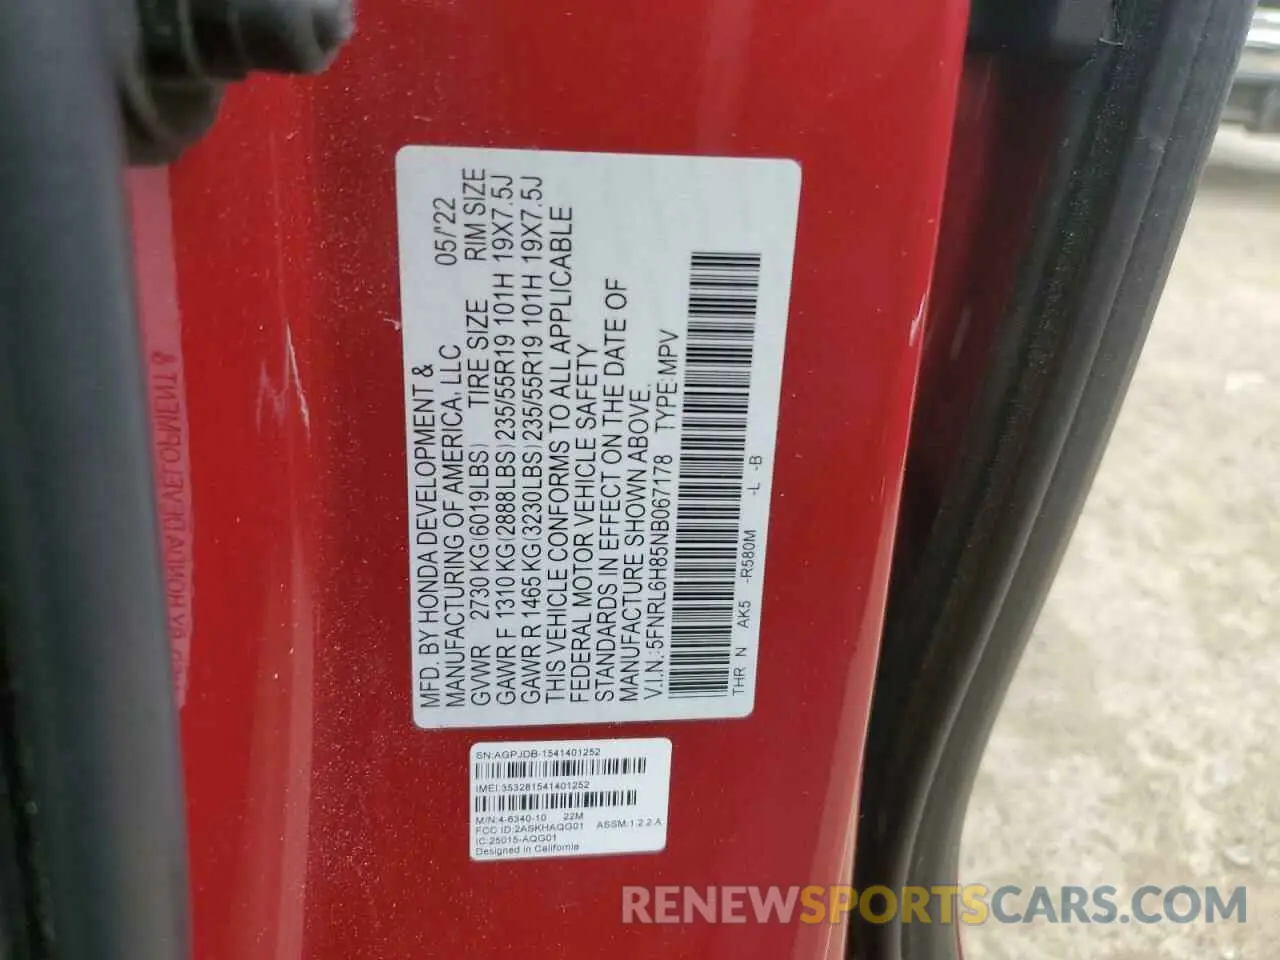 MFD. BY HONDA DEVELOPMENT &
MANUFACTURING OF AMERICA, LLC 05/'22
GVWR 2730 KG(6019LBS) TIRE SIZE RIM SIZE
GAWR F 1310 KG(2888LBS) 235/55R19 101H 19X7.5J
GAWR R 1465 KG(3230LBS) 235/55R19 101H 19X7.5J
THIS VEHICLE CONFORMS TO ALL APPLICABLE
FEDERAL MOTOR VEHICLE SAFETY
STANDARDS IN EFFECT ON THE DATE OF
MANUFACTURE SHOWN ABOVE.
V.I.N.:5FNRL6H85NB067178 TYPE:MPV
THR N AK5 -R580M -L -B
SN:AGPJDB-1541401252
IMEI:353281541401252
M/N:4-6340-10 22M
FCC ID:2ASKHAQG01 ASSM:1.2.2.A
IC:25015-AQG01
Designed in California
RENEWSPORTSCARS.COM